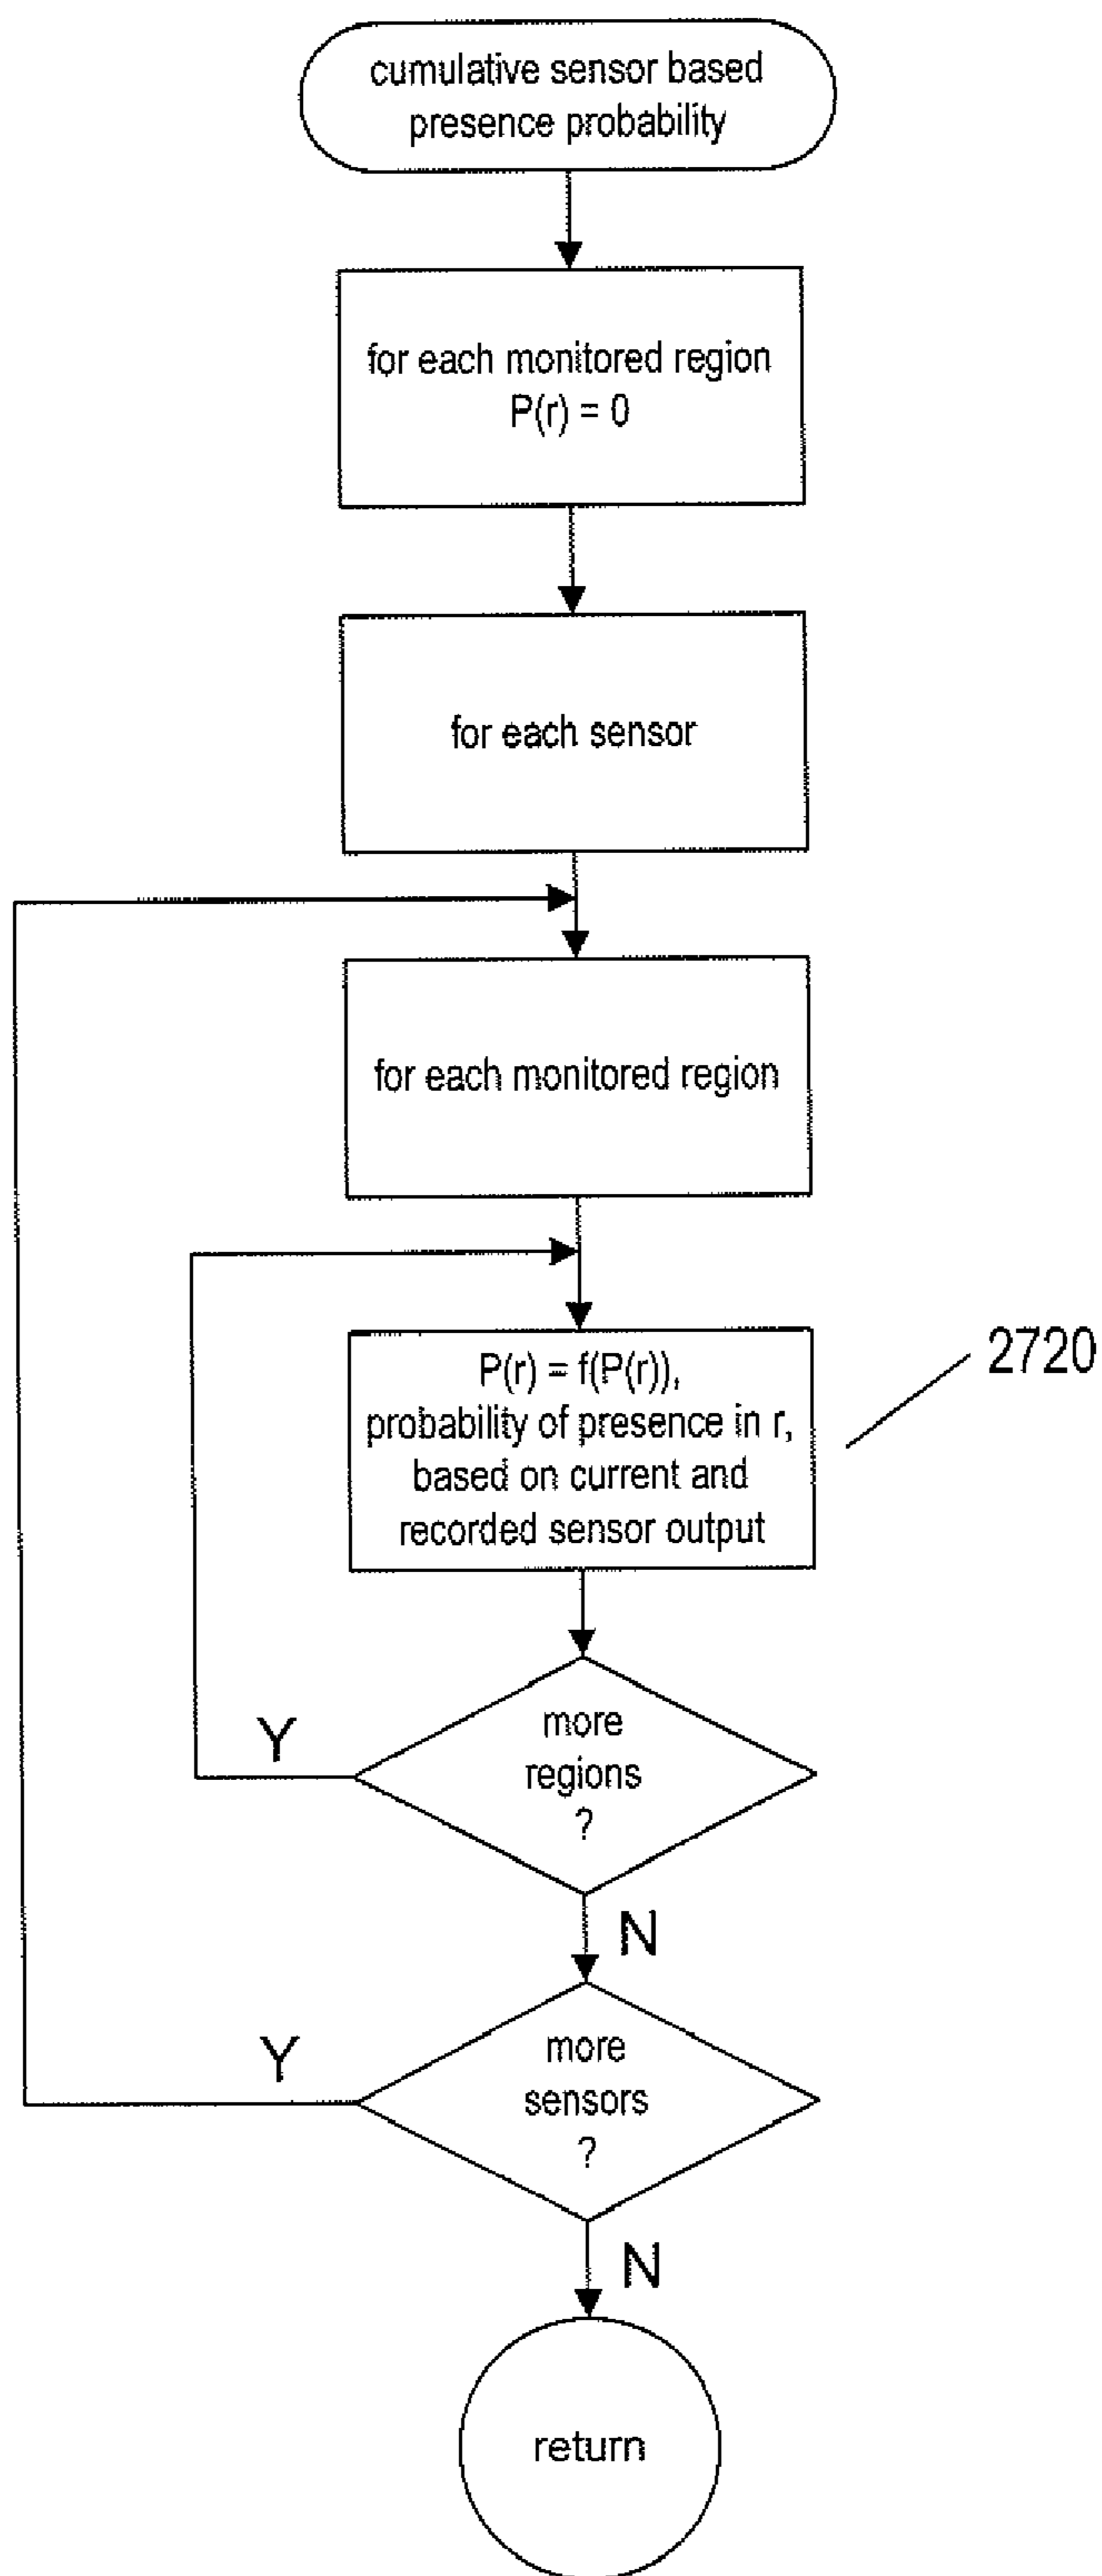 cumulative sensor based
presence probability
for each monitored region
P(r) = 0
for each sensor
for each monitored region
P(r) = f(P(r)),
probability of presence in r,
based on current and
recorded sensor output
2720
more
regions
?
Y
N
more
sensors
?
Y
N
return